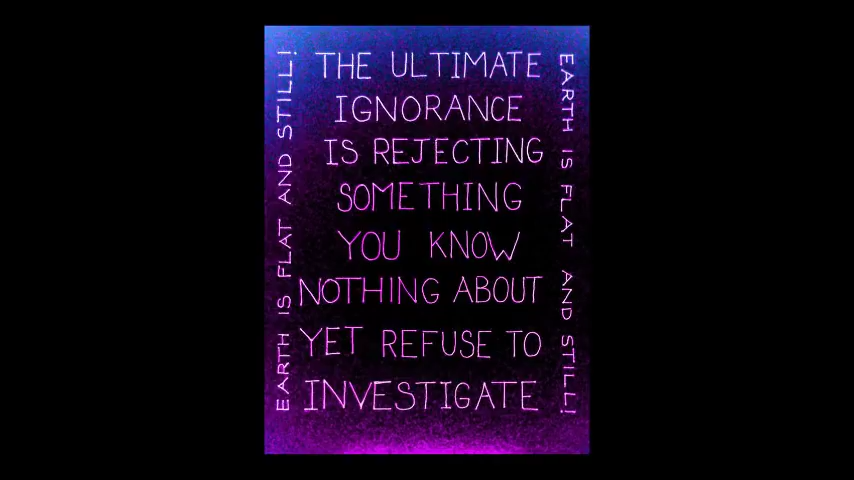 THE ULTIMATE
IGNORANCE
IS REJECTING
SOMETHING
YOU KNOW
NOTHING ABOUT
YET REFUSE TO
INVESTIGATE
EARTH IS FLAT AND STILL!
EARTH IS FLAT AND STILL!